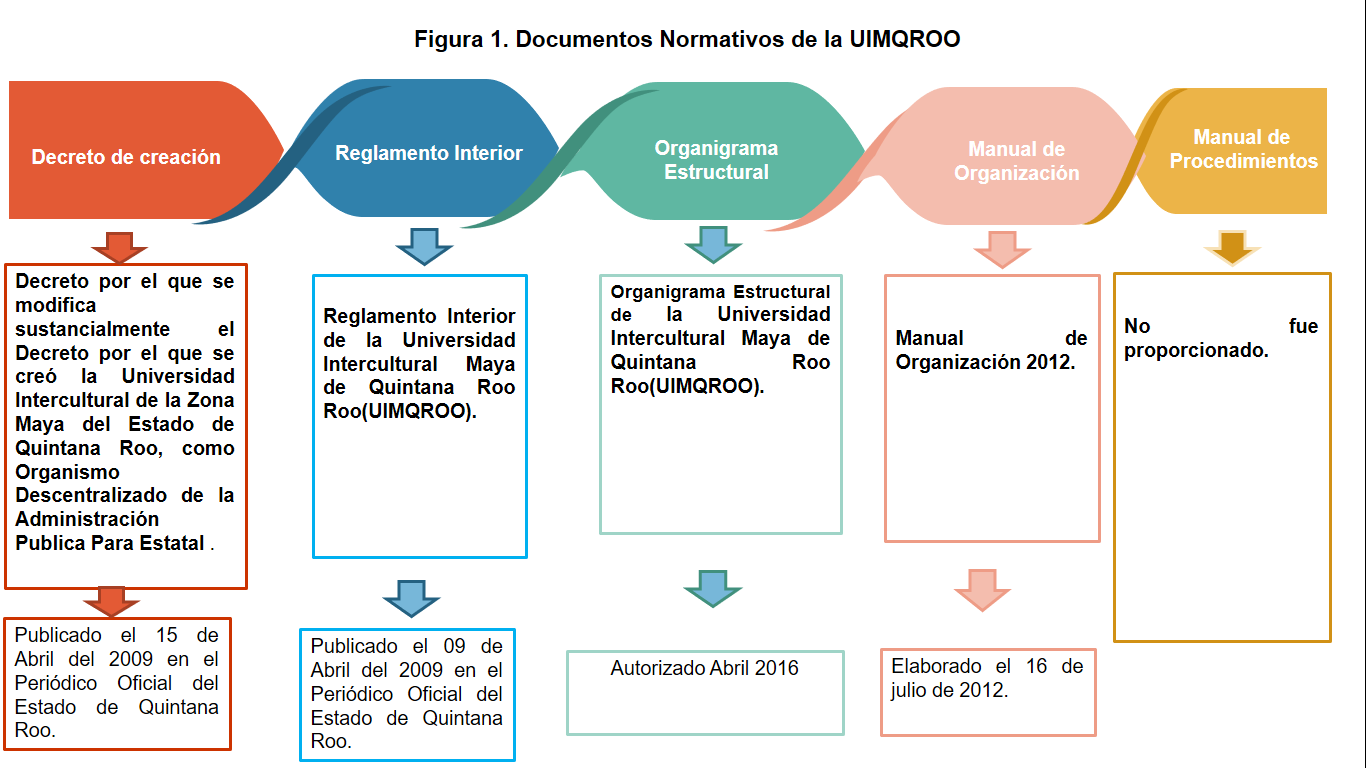 Figura 1. Documentos Normativos de la UIMQROO
Decreto de creación
Reglamento Interior
Organigrama
Estructural
Manual de
Organización
Manual de
Procedimientos
Decreto por el que se
modifica
sustancialmente el
Decreto por el que se
creó la Universidad
Intercultural de la Zona
Maya del Estado de
Quintana Roo, como
Organismo
Descentralizado de la
Administración
Publica Para Estatal .
Reglamento Interior
de la Universidad
Intercultural Maya
de Quintana Roo
Roo(UIMQROO).
Organigrama Estructural
de la Universidad
Intercultural Maya de
Quintana Roo
Roo(UIMQROO).
Manual de
Organización 2012.
No fue
proporcionado.
Publicado el 15 de
Abril del 2009 en el
Periódico Oficial del
Estado de Quintana
Roo.
Publicado el 09 de
Abril del 2009 en el
Periódico Oficial del
Estado de Quintana
Roo.
Autorizado Abril 2016
Elaborado el 16 de
julio de 2012.